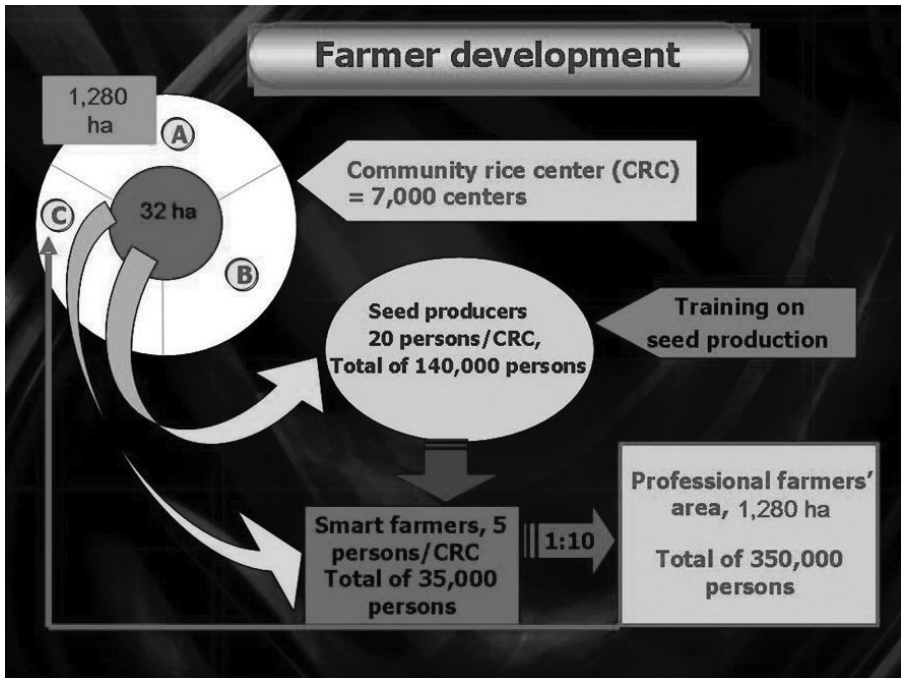 Farmer development
1,280
ha
A
C
32 ha
B
Community rice center (CRC)
= 7,000 centers
Seed producers
20 persons/CRC,
Total of 140,000 persons
Training on
seed production
Smart farmers, 5
persons/CRC
Total of 35,000
persons
1:10
Professional farmers’
area, 1,280 ha
Total of 350,000
persons